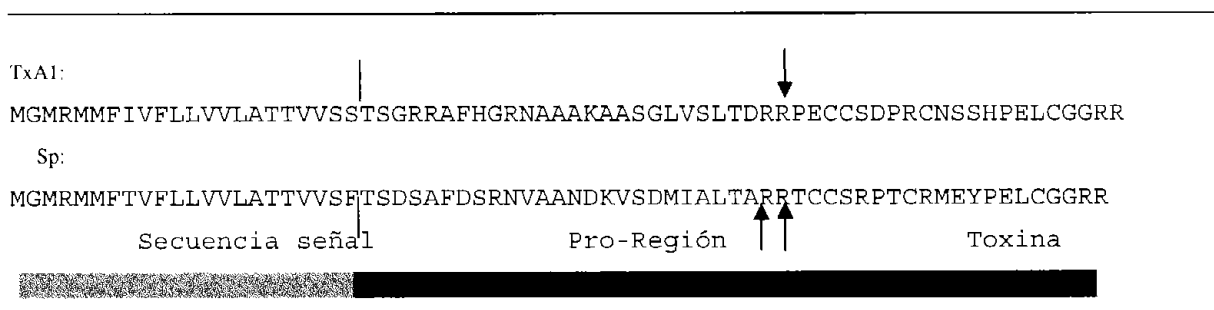 TxA1:
MGMRMMFIVFLLVVLATTVVSSTSGRRAFHGRNAAAKAASGLVSLTDRRPECCSDPRCNSSHPELCGGRR
Sp:
MGMRMMFTVFLLVVLATTVVSFTSDSAFDSRNVAANDKVSDMIALTARRTCCSRPTCRMEYPELCGGRR
Secuencia señal Pro-Región Toxina